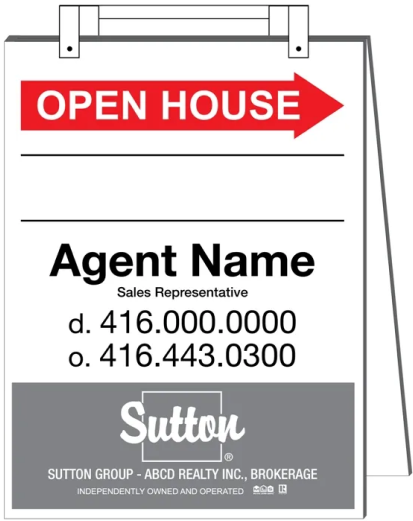 OPEN HOUSE
Agent Name
Sales Representative
d. 416.000.0000
o. 416.443.0300
Sutton
®
SUTTON GROUP - ABCD REALTY INC., BROKERAGE
INDEPENDENTLY OWNED AND OPERATED